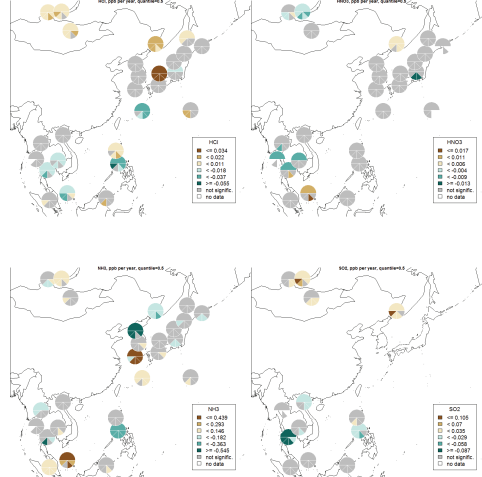 HCl, ppb per year, quantile=0.5
HCl
<= 0.034
< 0.022
< 0.011
< -0.018
< -0.037
>= -0.055
not signific.
no data
HNO3, ppb per year, quantile=0.5
HNO3
<= 0.017
< 0.011
< 0.006
< -0.004
< -0.009
>= -0.013
not signific.
no data
NH3, ppb per year, quantile=0.5
NH3
<= 0.439
< 0.293
< 0.146
< -0.182
< -0.363
>= -0.545
not signific.
no data
SO2, ppb per year, quantile=0.5
SO2
<= 0.105
< 0.07
< 0.035
< -0.029
< -0.058
>= -0.087
not signific.
no data